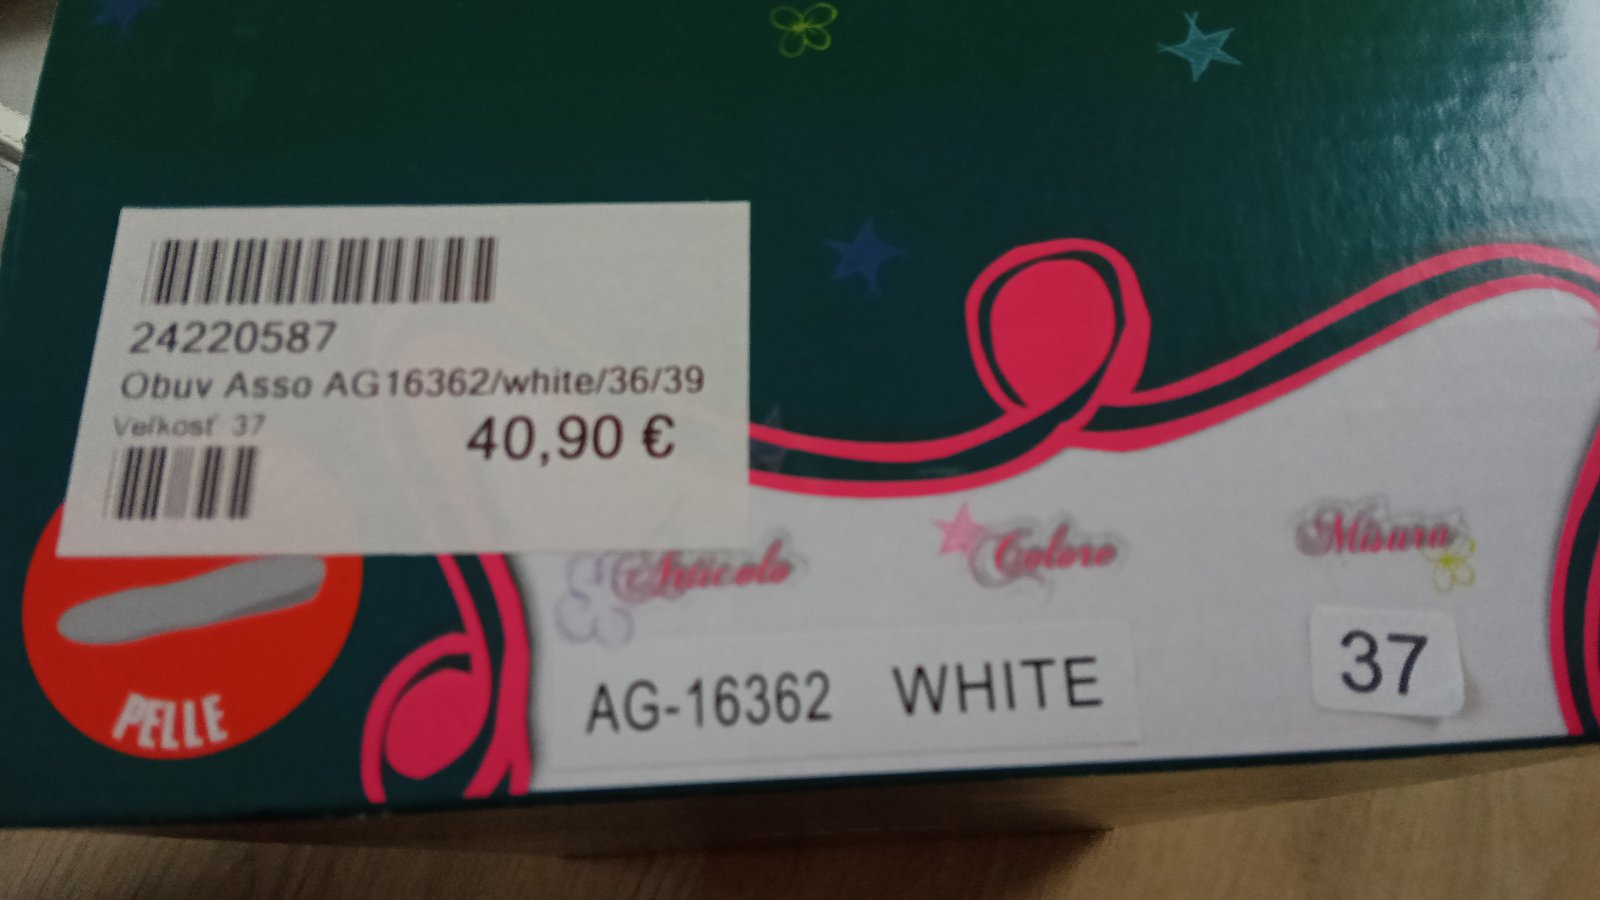 24220587
Obuv Asso AG16362/white/36/39
Veľkosť 37
40,90 €
PELLE
Articolo Colore Misura
AG-16362 WHITE 37